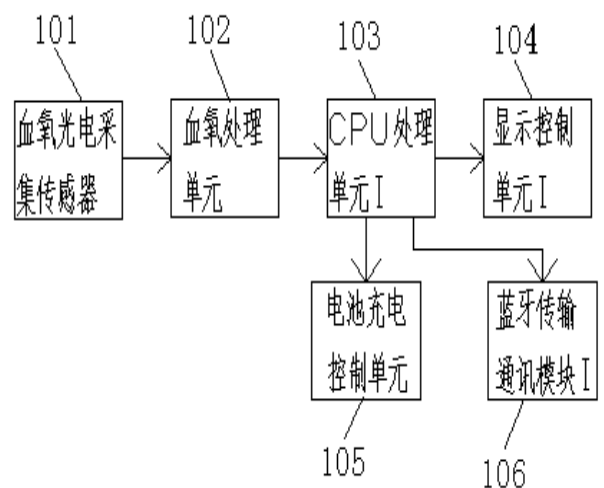 101
102
103
104
血氧光电采
集传感器
血氧处理
单元
CPU处理
单元I
显示控制
单元I
电池充电
控制单元
蓝牙传输
通讯模块I
105
106